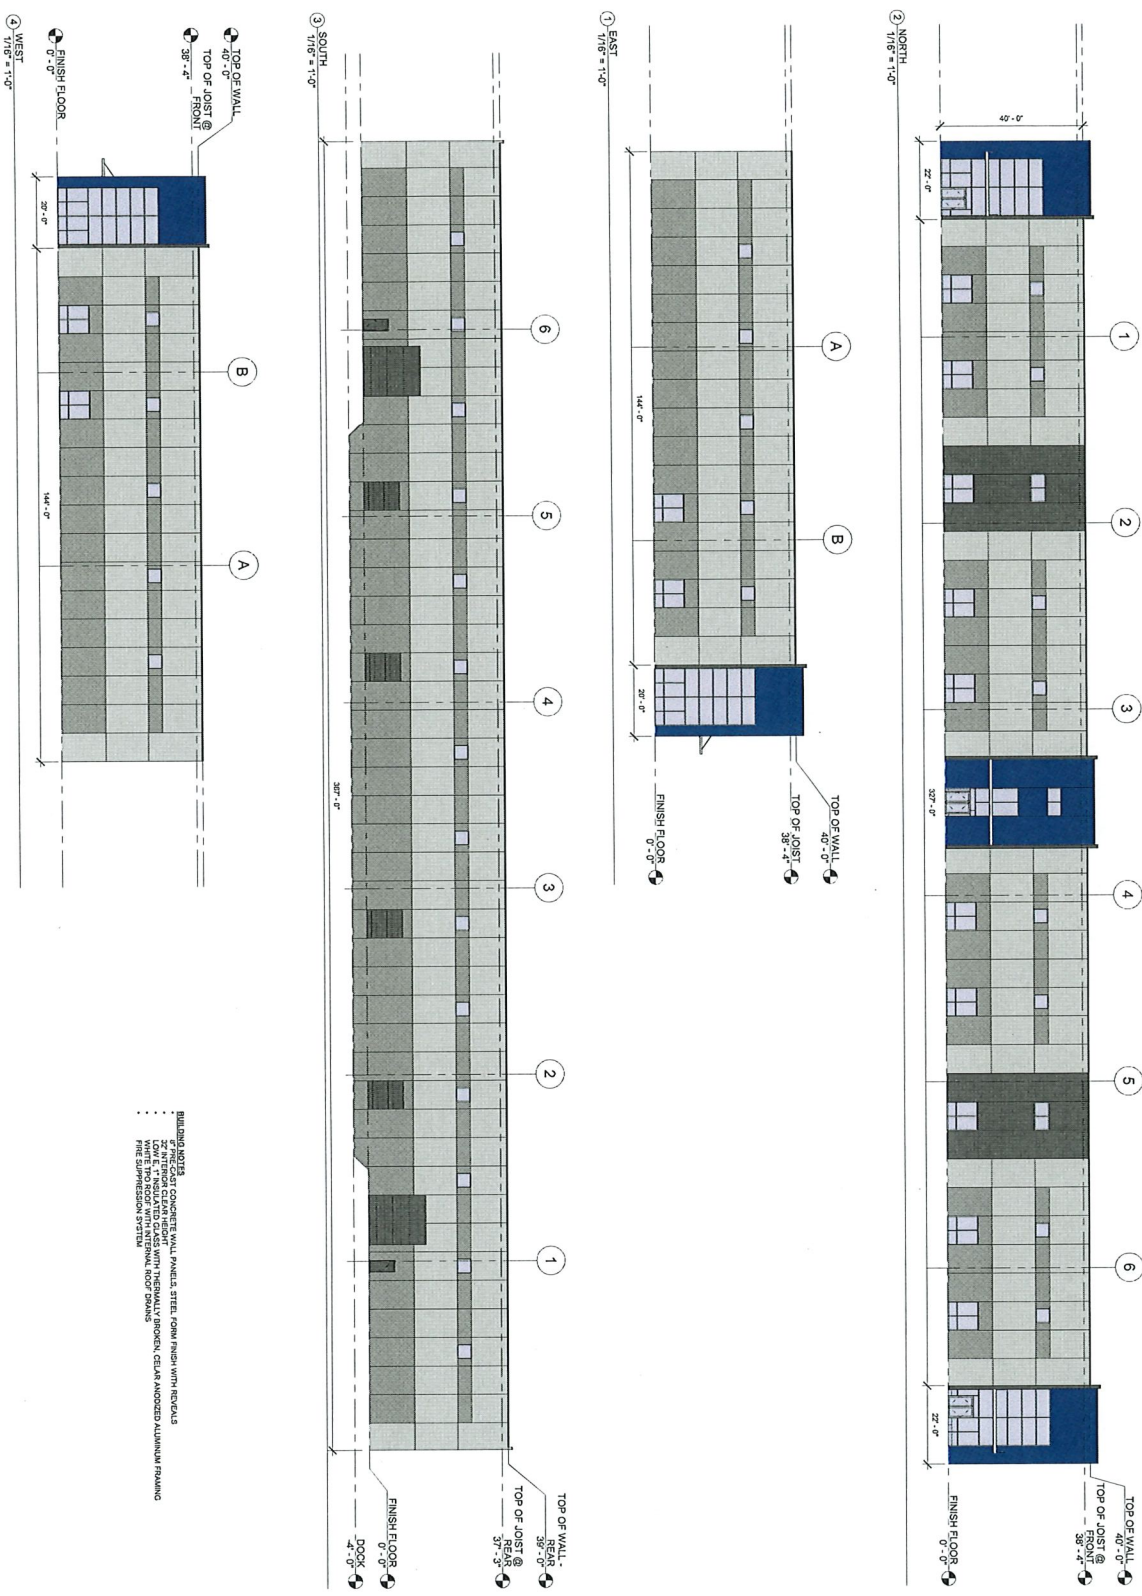 2 NORTH
1/16" = 1'-0"
1
2
3
4
5
6
40' - 0"
22' - 0"
327' - 0"
22' - 0"
TOP OF WALL
40' - 0"
TOP OF JOIST @
FRONT
38' - 4"
FINISH FLOOR
0' - 0"
1 EAST
1/16" = 1'-0"
A
B
144' - 0"
20' - 0"
TOP OF WALL
40' - 0"
TOP OF JOIST
38' - 4"
FINISH FLOOR
0' - 0"
3 SOUTH
1/16" = 1'-0"
6
5
4
3
2
1
367' - 0"
TOP OF WALL -
REAR
39' - 0"
TOP OF JOIST @
REAR
37' - 3"
FINISH FLOOR
0' - 0"
DOCK
-4' - 0"
4 WEST
1/16" = 1'-0"
TOP OF WALL
40' - 0"
TOP OF JOIST @
FRONT
38' - 4"
FINISH FLOOR
0' - 0"
B
A
20' - 0"
144' - 0"
BUILDING NOTES
• 8" PRE-CAST CONCRETE WALL PANELS, STEEL FORM FINISH WITH REVEALS
• 32' INTERIOR CLEAR HEIGHT
• LOW E, 1" INSULATED GLASS WITH THERMALLY BROKEN, CELAR ANODIZED ALUMINUM FRAMING
• WHITE TPO ROOF WITH INTERNAL ROOF DRAINS
• FIRE SUPPRESSION SYSTEM